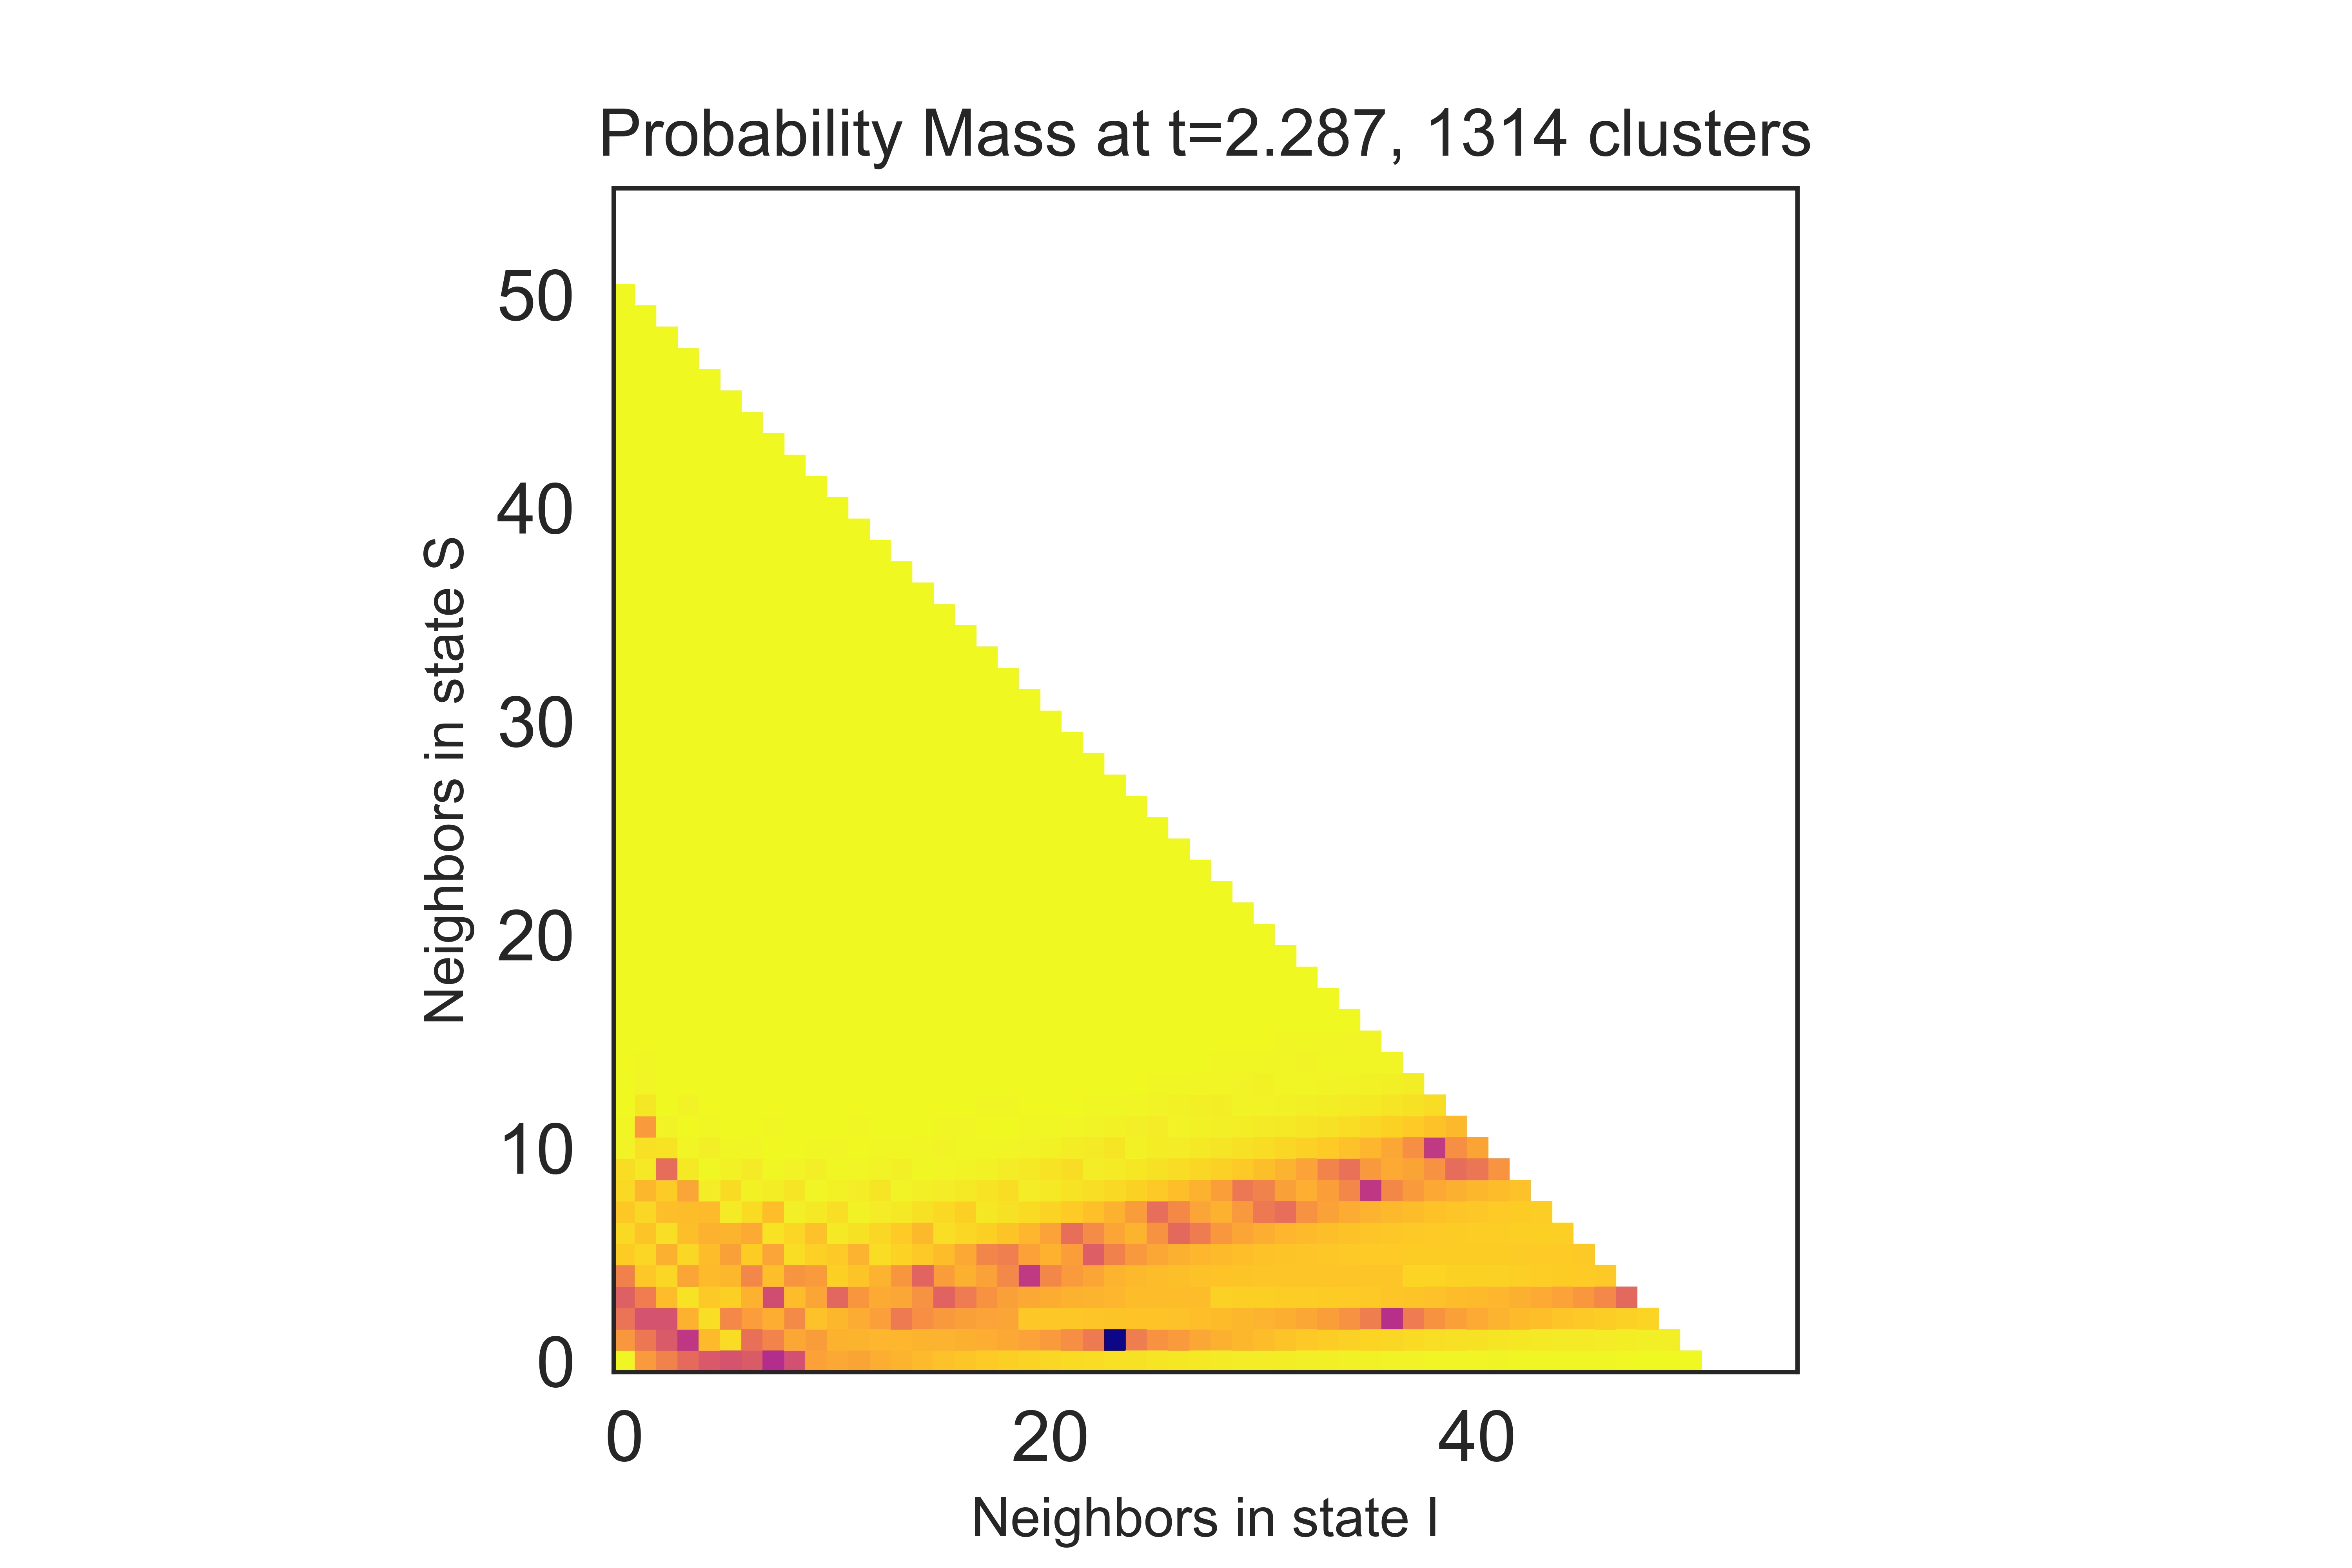 Probability Mass at t=2.287, 1314 clusters
50
40
30
20
10
0
Neighbors in state S
0 20 40
Neighbors in state I